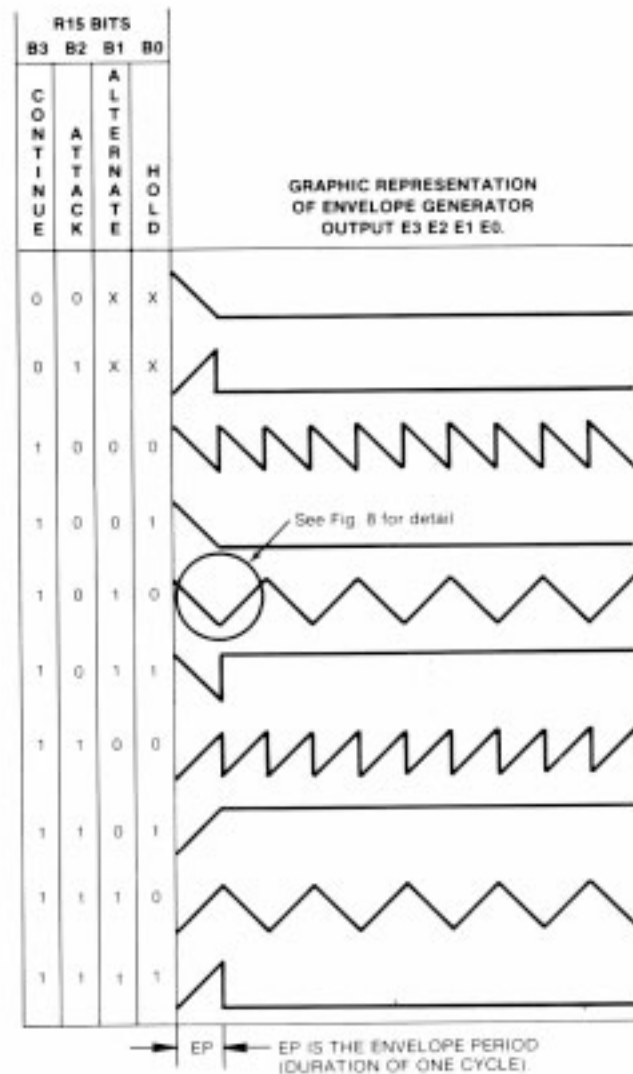 R15 BITS
B3 B2 B1 B0
CONTINUE
ATTACK
ALTERNATE
HOLD
GRAPHIC REPRESENTATION
OF ENVELOPE GENERATOR
OUTPUT E3 E2 E1 E0.
0 0 X X
0 1 X X
1 0 0 0
1 0 0 1
See Fig. 8 for detail
1 0 1 0
1 0 1 1
1 1 0 0
1 1 0 1
1 1 1 0
1 1 1 1
EP
EP IS THE ENVELOPE PERIOD
(DURATION OF ONE CYCLE)